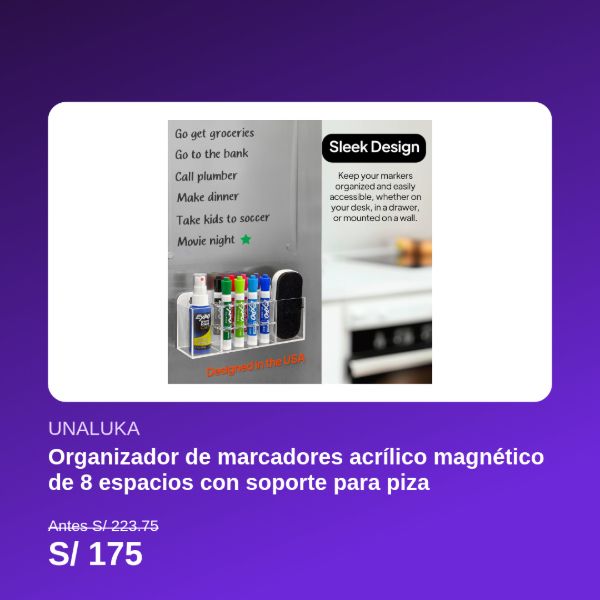 Go get groceries
Go to the bank
Call plumber
Make dinner
Take kids to soccer
Movie night
Sleek Design
Keep your markers
organized and easily
accessible, whether on
your desk, in a drawer,
or mounted on a wall.
EXPO
Designed in the USA
UNALUKA
Organizador de marcadores acrílico magnético
de 8 espacios con soporte para piza
Antes S/ 223.75
S/ 175